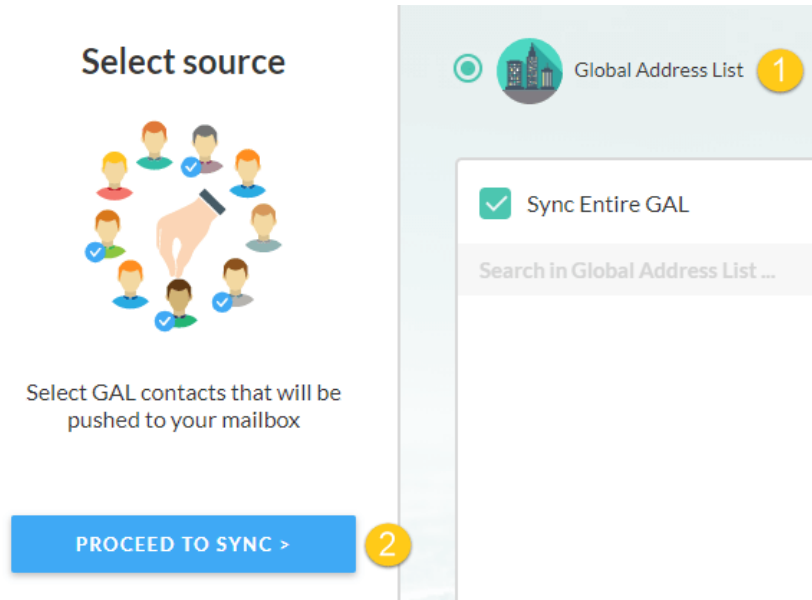 Select source
Select GAL contacts that will be
pushed to your mailbox
PROCEED TO SYNC >
2
Global Address List
1
Sync Entire GAL
Search in Global Address List ...